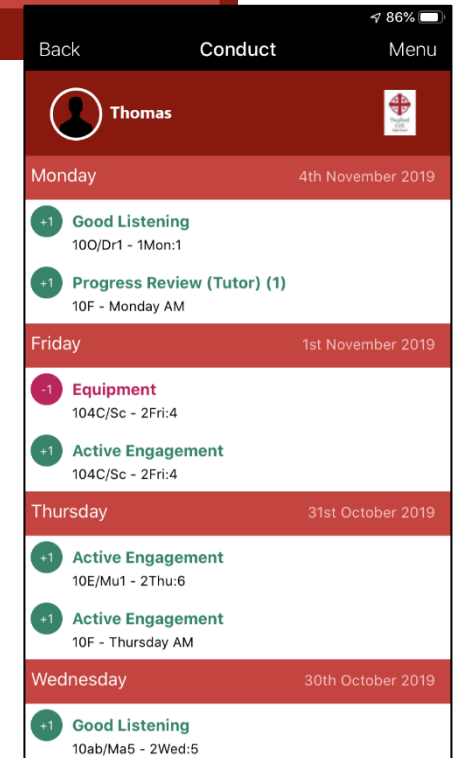 86%
Back Conduct Menu
Thomas
Monday 4th November 2019
+1 Good Listening
10O/Dr1 - 1Mon:1
+1 Progress Review (Tutor) (1)
10F - Monday AM
Friday 1st November 2019
-1 Equipment
104C/Sc - 2Fri:4
+1 Active Engagement
104C/Sc - 2Fri:4
Thursday 31st October 2019
+1 Active Engagement
10E/Mu1 - 2Thu:6
+1 Active Engagement
10F - Thursday AM
Wednesday 30th October 2019
+1 Good Listening
10ab/Ma5 - 2Wed:5